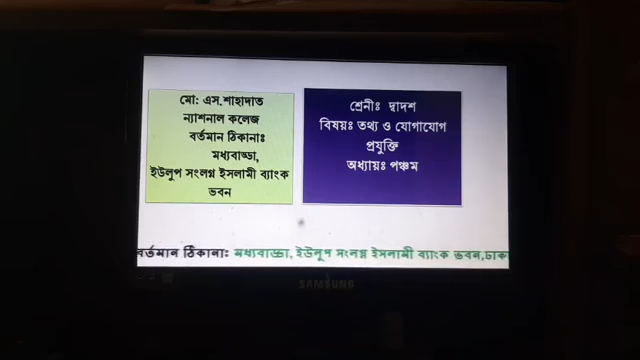 মো: এস.শাহাদাত
ন্যাশনাল কলেজ
বর্তমান ঠিকানাঃ
মধ্যবাড্ডা,
ইউলুপ সংলগ্ন ইসলামী ব্যাংক
ভবন
শ্রেনীঃ দ্বাদশ
বিষয়ঃ তথ্য ও যোগাযোগ
প্রযুক্তি
অধ্যায়ঃ পঞ্চম
বর্তমান ঠিকানাঃ মধ্যবাড্ডা, ইউলুপ সংলগ্ন ইসলামী ব্যাংক ভবন,ঢাকা
SAMSUNG